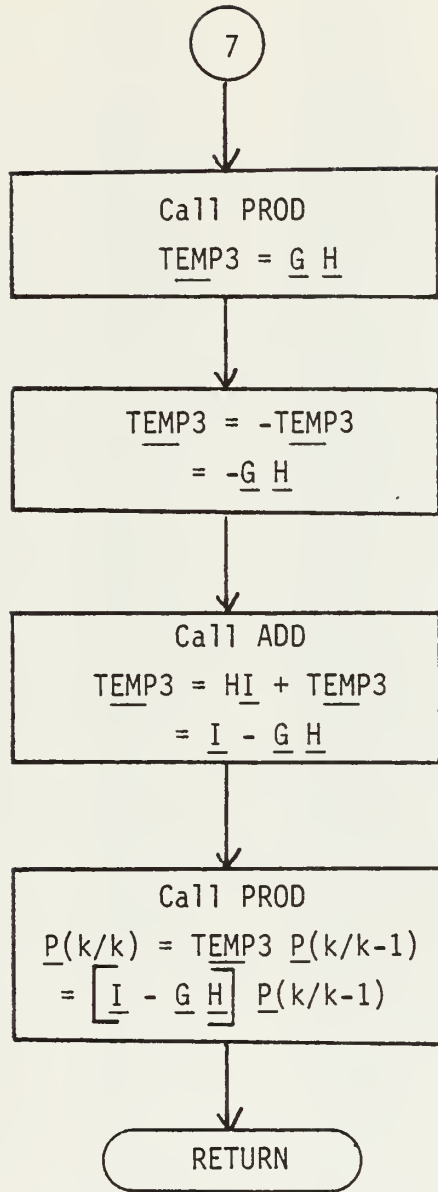 7
Call PROD
TEMP3 = G H
TEMP3 = -TEMP3
= -G H
Call ADD
TEMP3 = HI + TEMP3
= I - G H
Call PROD
P(k/k) = TEMP3 P(k/k-1)
= [I - G H] P(k/k-1)
RETURN